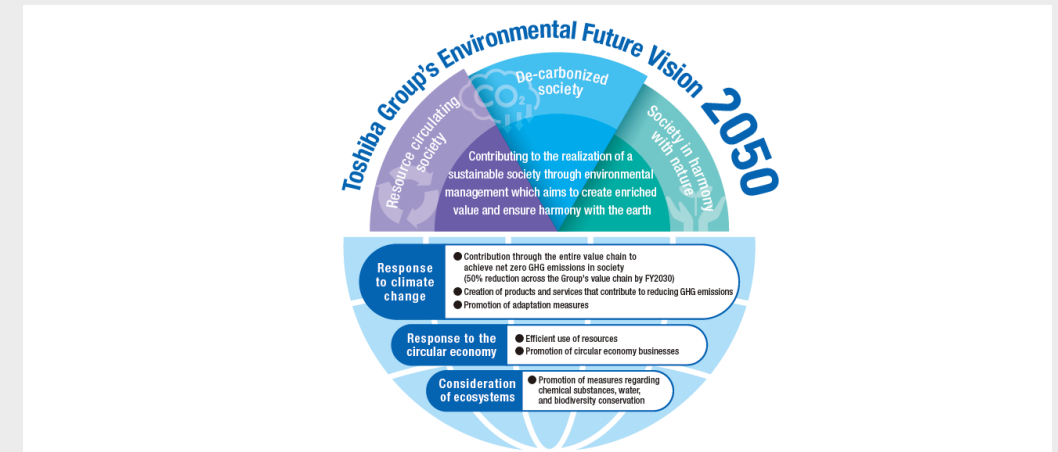 Toshiba Group's Environmental Future Vision 2050
Resource circulating
society
CO2
De-carbonized
society
Society in harmony
with nature
Contributing to the realization of a
sustainable society through environmental
management which aims to create enriched
value and ensure harmony with the earth
Response
to climate
change
● Contribution through the entire value chain to
achieve net zero GHG emissions in society
(50% reduction across the Group's value chain by FY2030)
● Creation of products and services that contribute to reducing GHG emissions
● Promotion of adaptation measures
Response to the
circular economy
● Efficient use of resources
● Promotion of circular economy businesses
Consideration
of ecosystems
● Promotion of measures regarding
chemical substances, water,
and biodiversity conservation